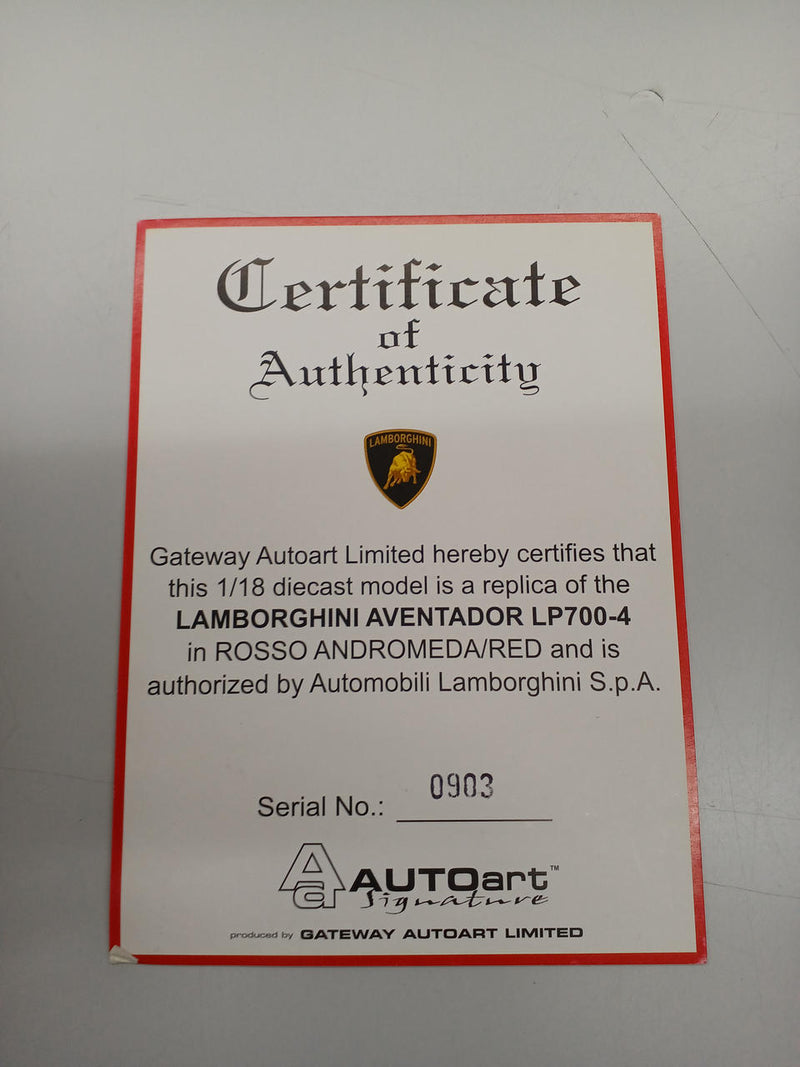 Certificate
of
Authenticity
LAMBORGHINI
Gateway Autoart Limited hereby certifies that
this 1/18 diecast model is a replica of the
LAMBORGHINI AVENTADOR LP700-4
in ROSSO ANDROMEDA/RED and is
authorized by Automobili Lamborghini S.p.A.
0903
Serial No.:
Aa AUTOart™
Signature
produced by GATEWAY AUTOART LIMITED